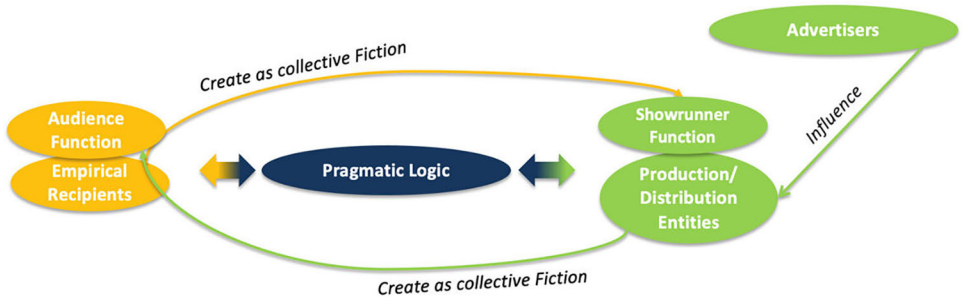 Advertisers
Create as collective Fiction
Influence
Audience
Function
Showrunner
Function
Empirical
Recipients
Pragmatic Logic
Production/
Distribution
Entities
Create as collective Fiction